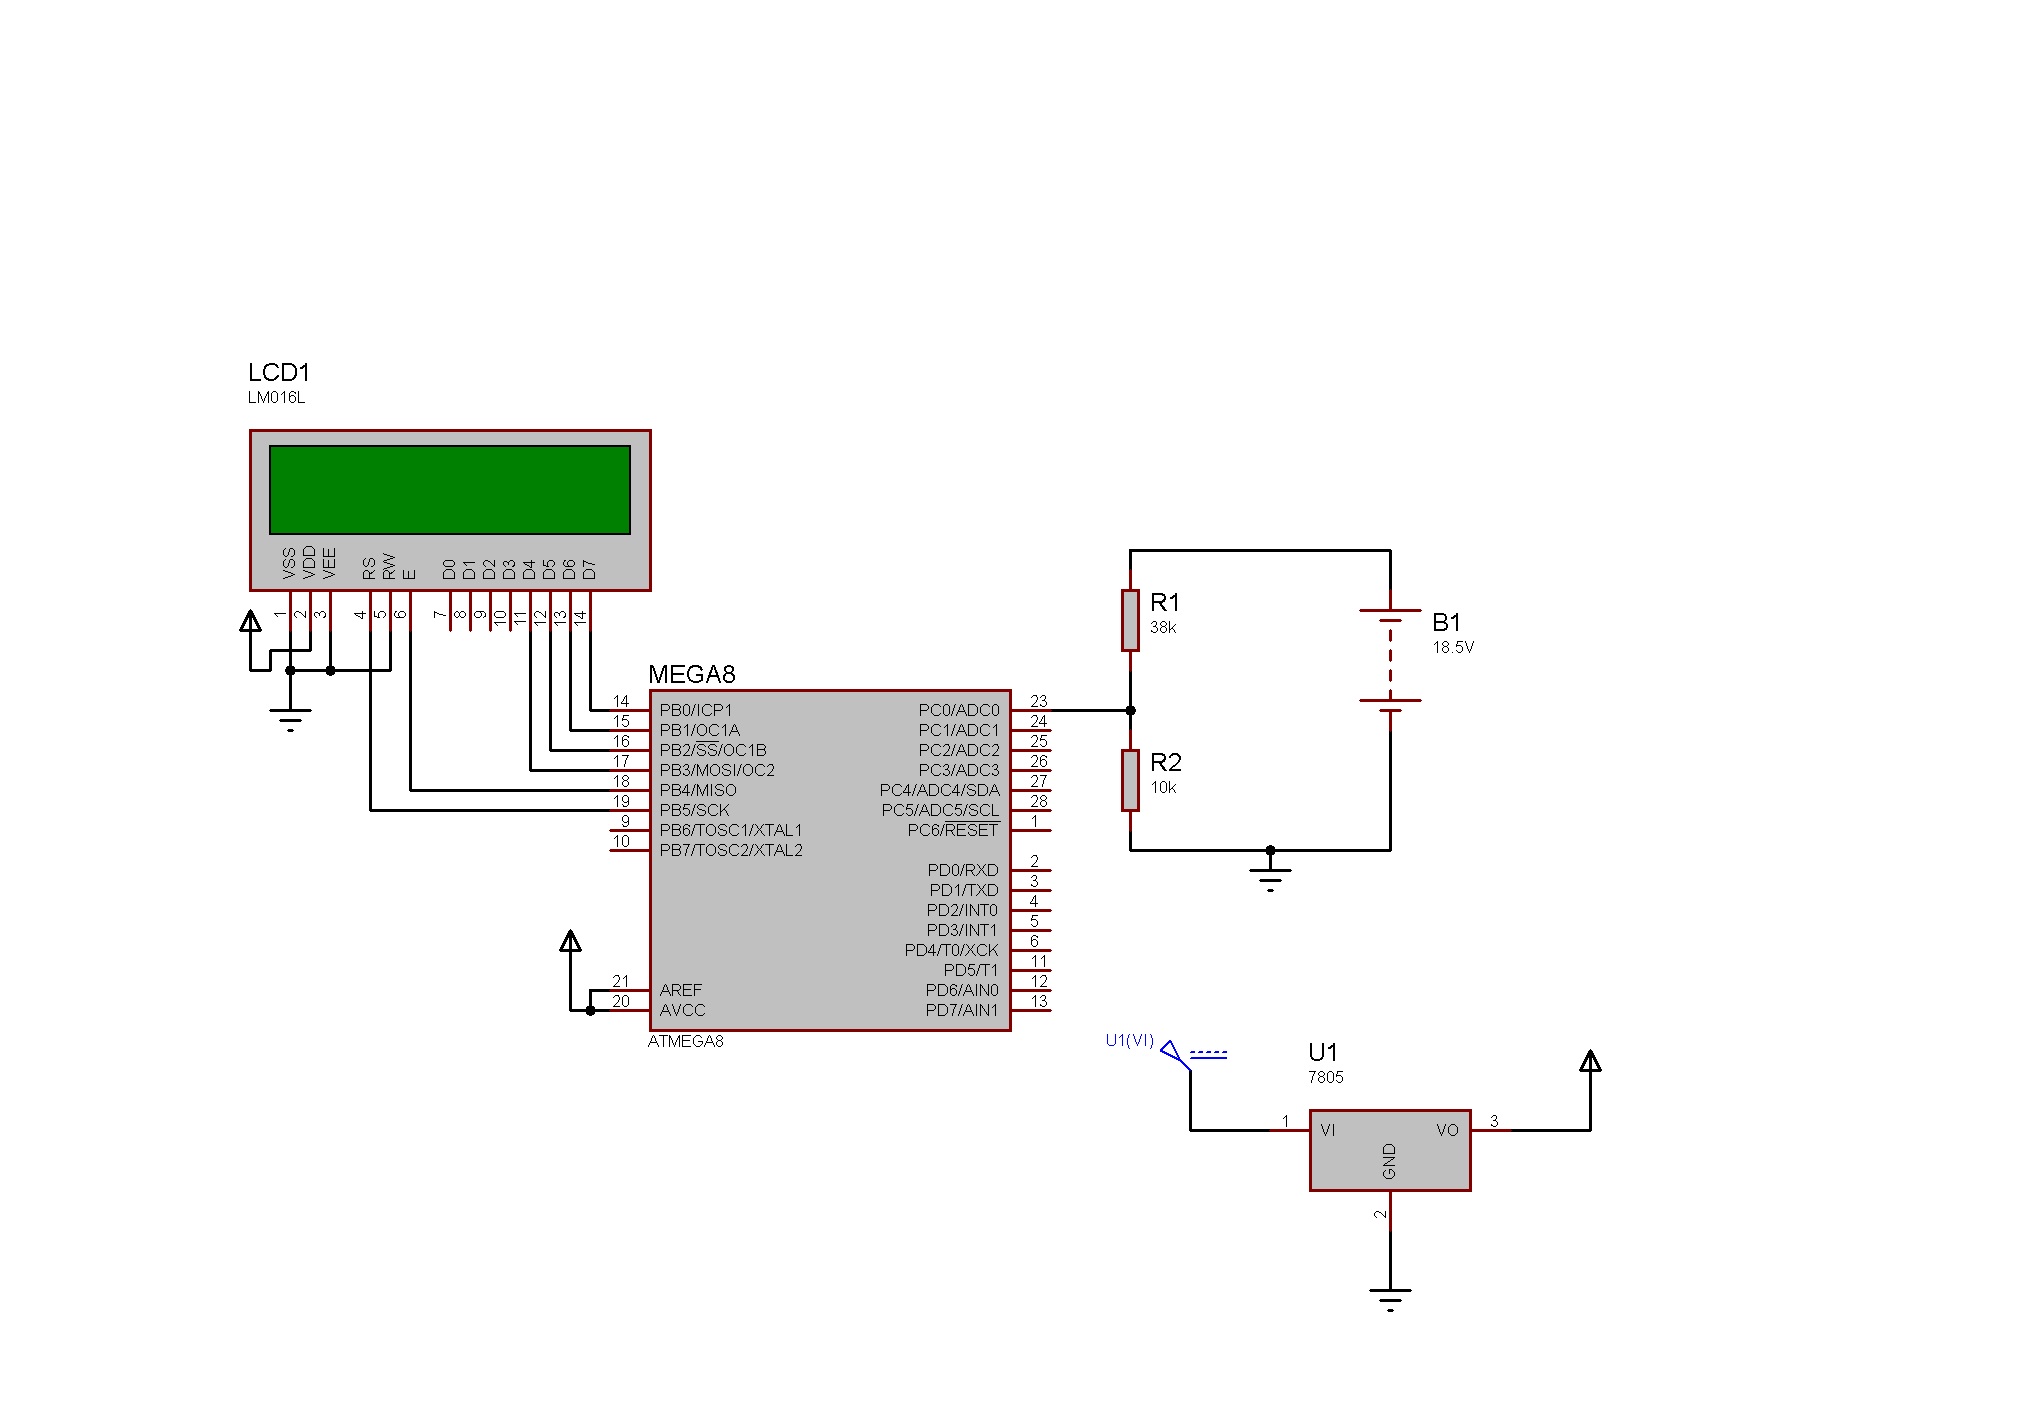 LCD1
LM016L
VSS
VDD
VEE
RS
RW
E
D0
D1
D2
D3
D4
D5
D6
D7
1
2
3
4
5
6
7
8
9
10
11
12
13
14
R1
38k
B1
18.5V
MEGA8
14 PB0/ICP1 PC0/ADC0 23
15 PB1/OC1A PC1/ADC1 24
16 PB2/SS/OC1B PC2/ADC2 25
17 PB3/MOSI/OC2 PC3/ADC3 26
18 PB4/MISO PC4/ADC4/SDA 27
19 PB5/SCK PC5/ADC5/SCL 28
9 PB6/TOSC1/XTAL1 PC6/RESET 1
10 PB7/TOSC2/XTAL2
R2
10k
PD0/RXD 2
PD1/TXD 3
PD2/INT0 4
PD3/INT1 5
PD4/T0/XCK 6
PD5/T1 11
21 AREF PD6/AIN0 12
20 AVCC PD7/AIN1 13
ATMEGA8
U1(VI)
U1
7805
1 VI VO 3
GND
2